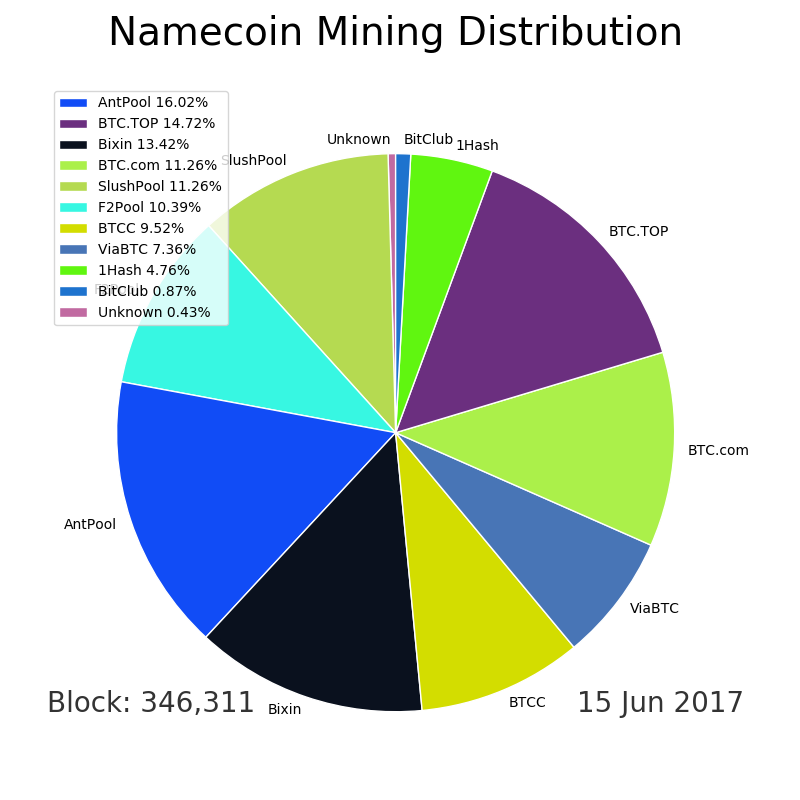 Namecoin Mining Distribution
AntPool 16.02%
BTC.TOP 14.72%
Bixin 13.42%
BTC.com 11.26%
SlushPool 11.26%
F2Pool 10.39%
BTCC 9.52%
ViaBTC 7.36%
1Hash 4.76%
BitClub 0.87%
Unknown 0.43%
Unknown
BitClub
1Hash
SlushPool
BTC.TOP
F2Pool
BTC.com
AntPool
ViaBTC
BTCC
Bixin
Block: 346,311
15 Jun 2017